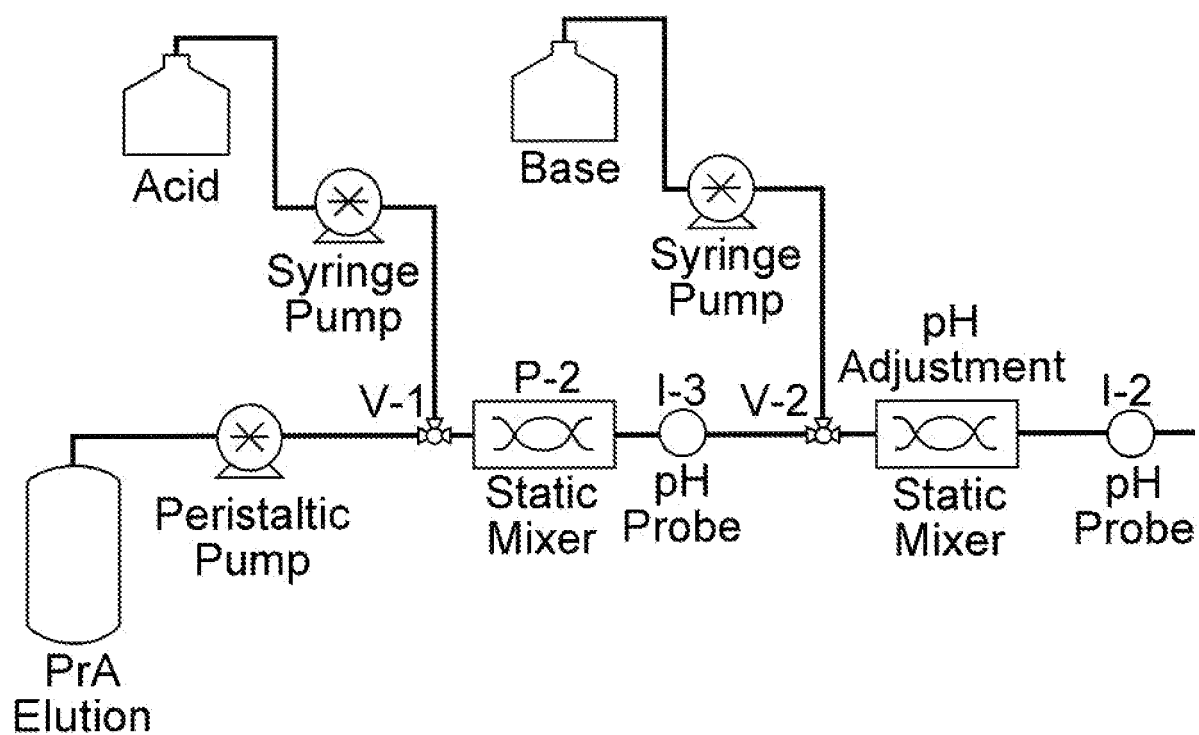 Acid
Syringe
Pump
Base
Syringe
Pump
V-1
P-2
Static
Mixer
I-3
pH
Probe
V-2
pH
Adjustment
Static
Mixer
I-2
pH
Probe
Peristaltic
Pump
PrA
Elution